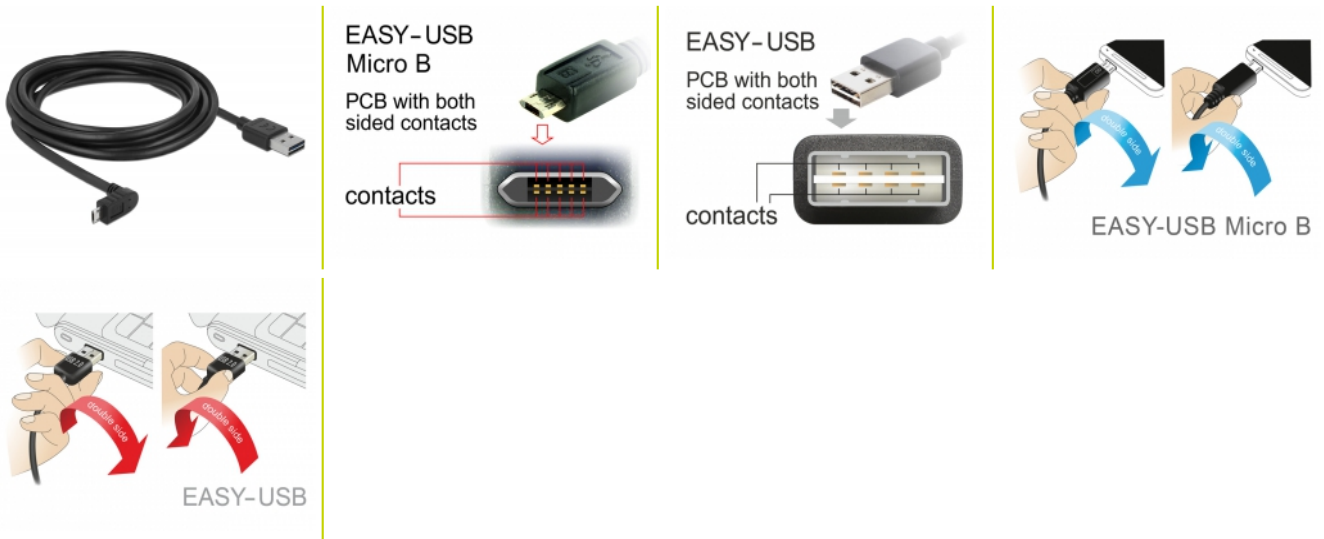 EASY-USB
Micro B
PCB with both
sided contacts
contacts
EASY-USB
PCB with both
sided contacts
contacts
double side
double side
EASY-USB Micro B
double side
double side
EASY-USB